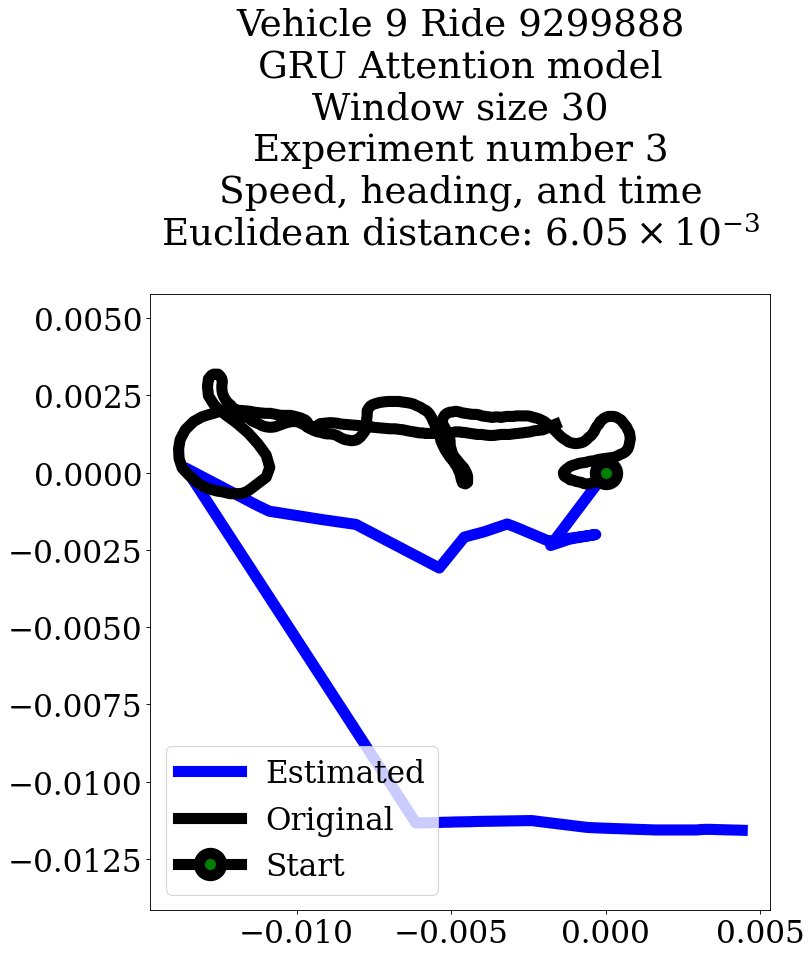 Vehicle 9 Ride 9299888
GRU Attention model
Window size 30
Experiment number 3
Speed, heading, and time
Euclidean distance: 6.05 × 10⁻³
0.0050
0.0025
0.0000
−0.0025
−0.0050
−0.0075
−0.0100
−0.0125
Estimated
Original
Start
−0.010 −0.005 0.000 0.005